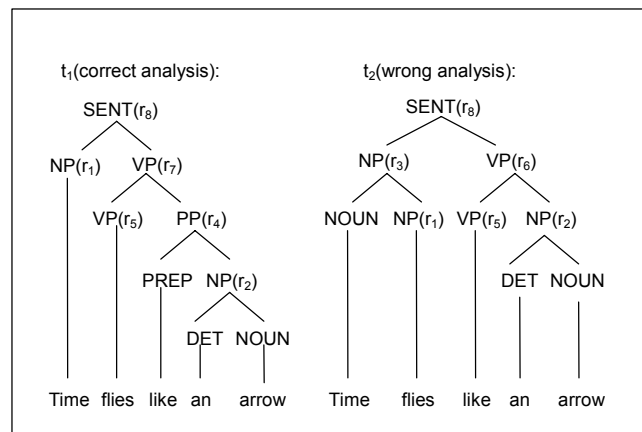 t1(correct analysis): t2(wrong analysis):
SENT(r8) SENT(r8)
NP(r1) VP(r7) NP(r3) VP(r6)
VP(r5) PP(r4) NOUN NP(r1) VP(r5) NP(r2)
PREP NP(r2) DET NOUN
DET NOUN
Time flies like an arrow Time flies like an arrow